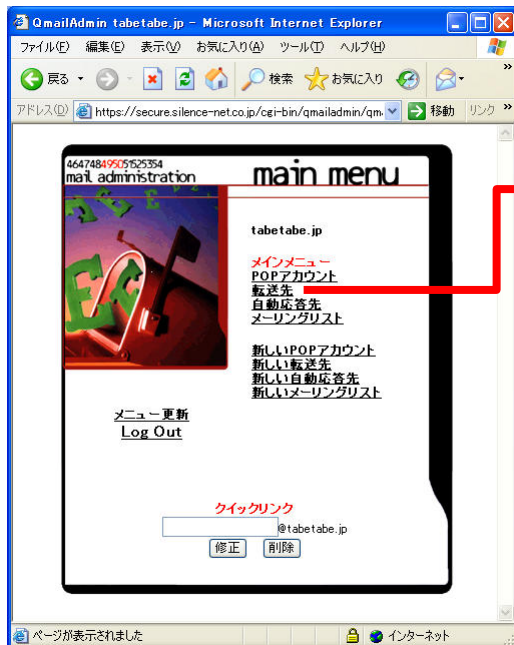 QmailAdmin tabetabe.jp - Microsoft Internet Explorer
ファイル(F) 編集(E) 表示(V) お気に入り(A) ツール(T) ヘルプ(H)
戻る 検索 お気に入り
アドレス(D) https://secure.silence-net.co.jp/cgi-bin/qmailadmin/qm 移動 リンク
464748495051525354
mail administration
main menu
tabetabe.jp
メインメニュー
POPアカウント
転送先
自動応答先
メーリングリスト
新しいPOPアカウント
新しい転送先
新しい自動応答先
新しいメーリングリスト
メニュー更新
Log Out
クイックリンク
@tabetabe.jp
修正 削除
ページが表示されました インターネット